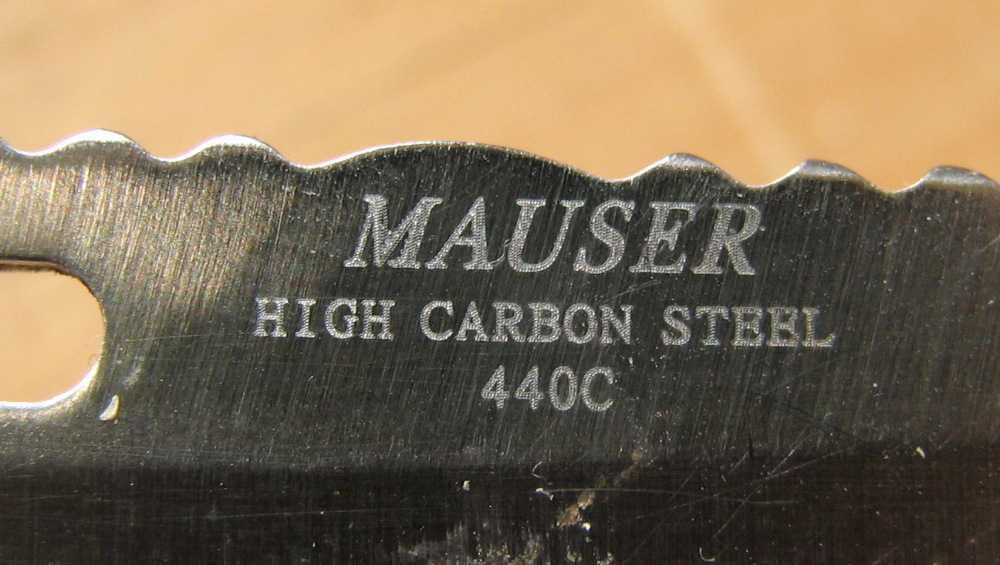 MAUSER
HIGH CARBON STEEL
440C